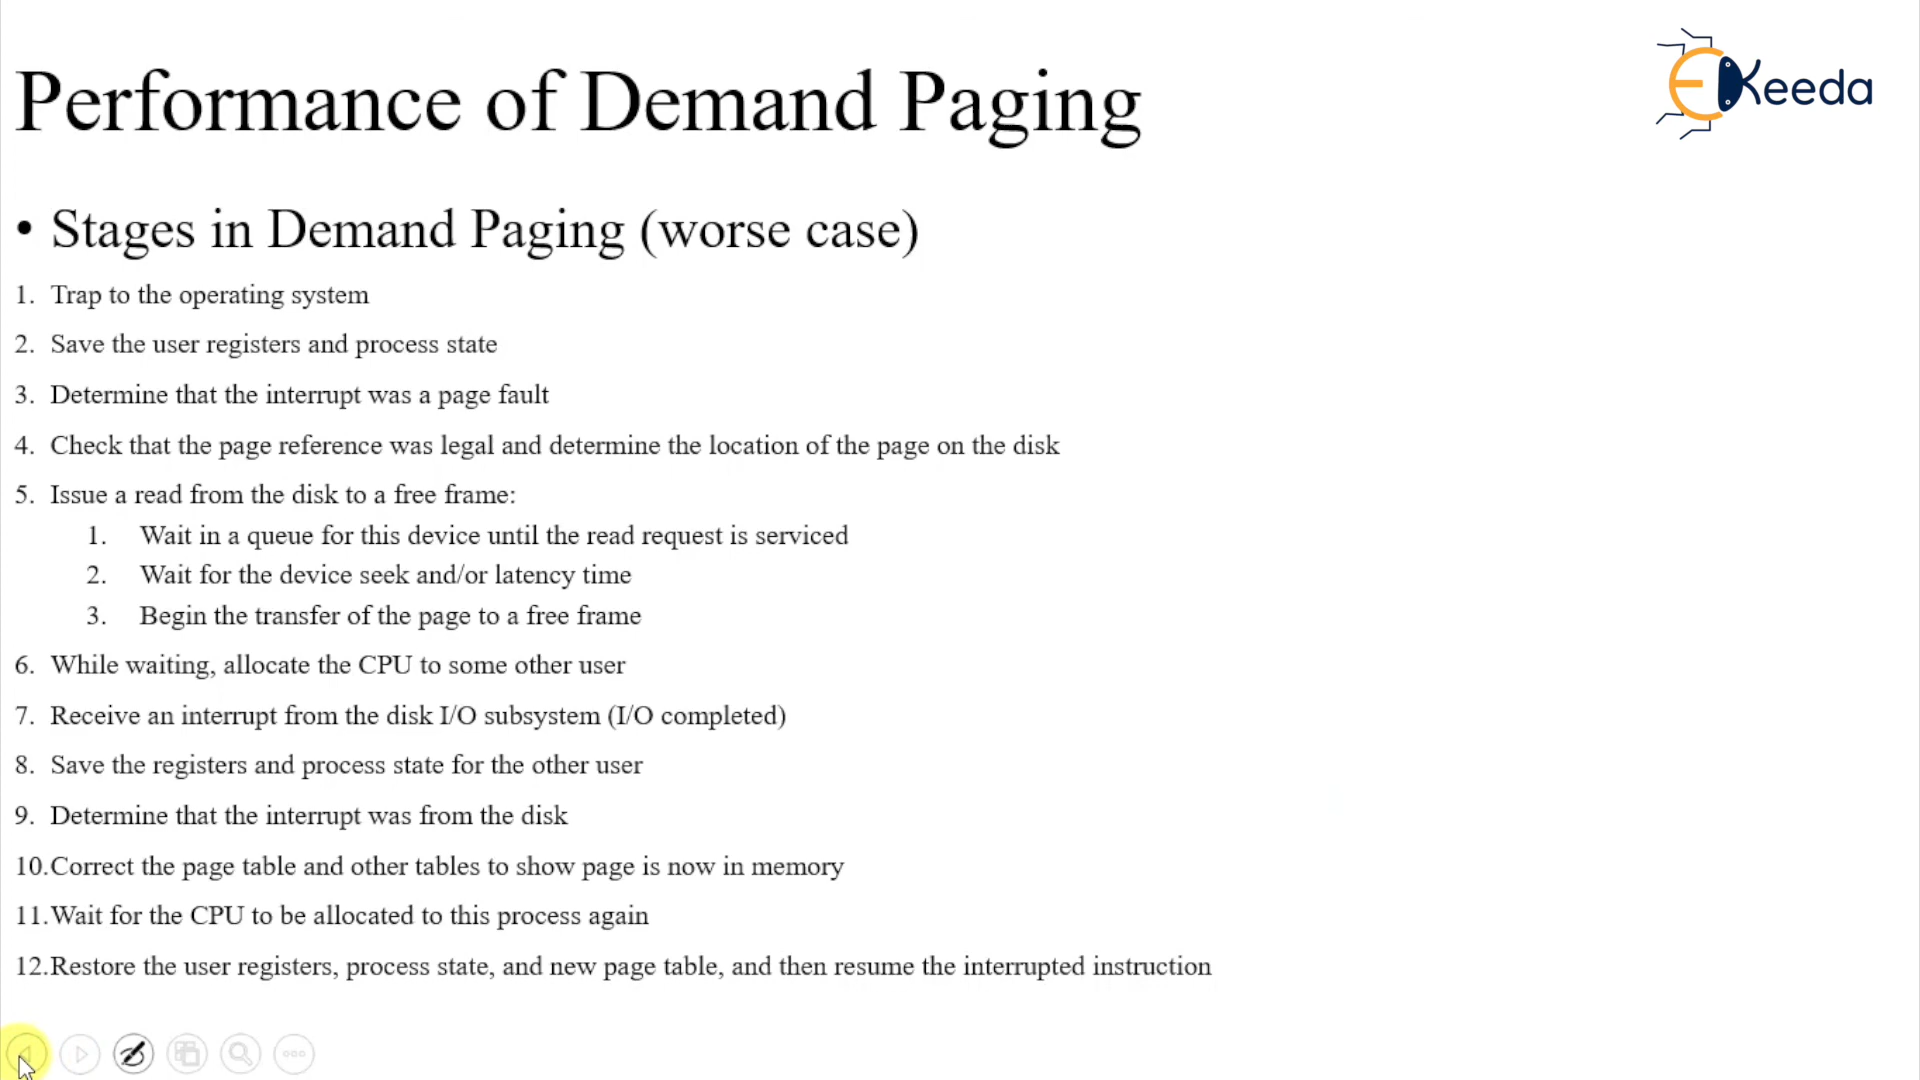 Performance of Demand Paging
EKeeda
• Stages in Demand Paging (worse case)
1. Trap to the operating system
2. Save the user registers and process state
3. Determine that the interrupt was a page fault
4. Check that the page reference was legal and determine the location of the page on the disk
5. Issue a read from the disk to a free frame:
1. Wait in a queue for this device until the read request is serviced
2. Wait for the device seek and/or latency time
3. Begin the transfer of the page to a free frame
6. While waiting, allocate the CPU to some other user
7. Receive an interrupt from the disk I/O subsystem (I/O completed)
8. Save the registers and process state for the other user
9. Determine that the interrupt was from the disk
10.Correct the page table and other tables to show page is now in memory
11.Wait for the CPU to be allocated to this process again
12.Restore the user registers, process state, and new page table, and then resume the interrupted instruction